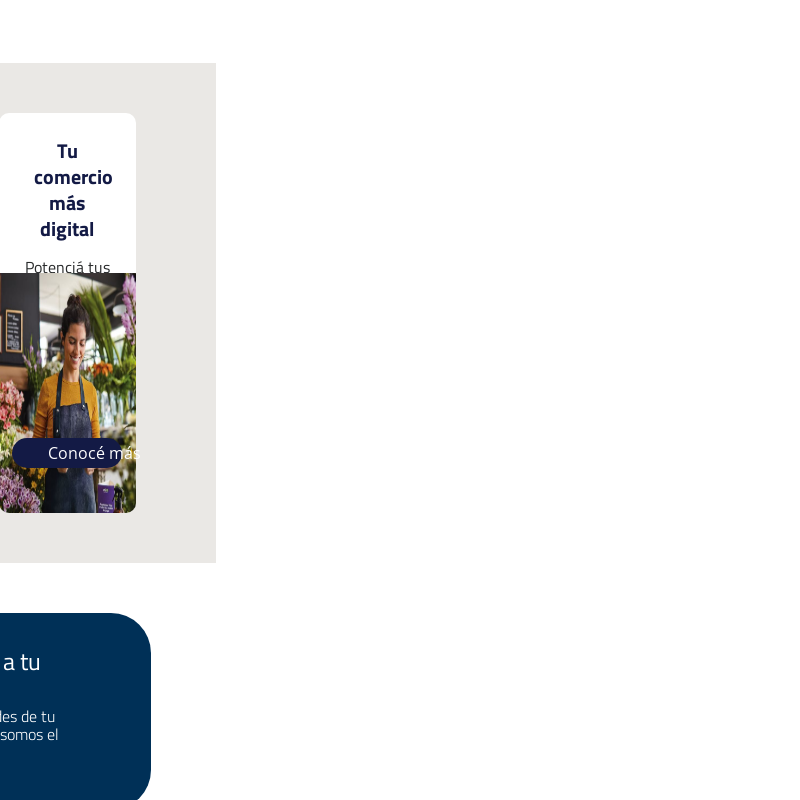 Tu
comercio
más
digital
Potenciá tus
Conocé más
a tu
des de tu
somos el